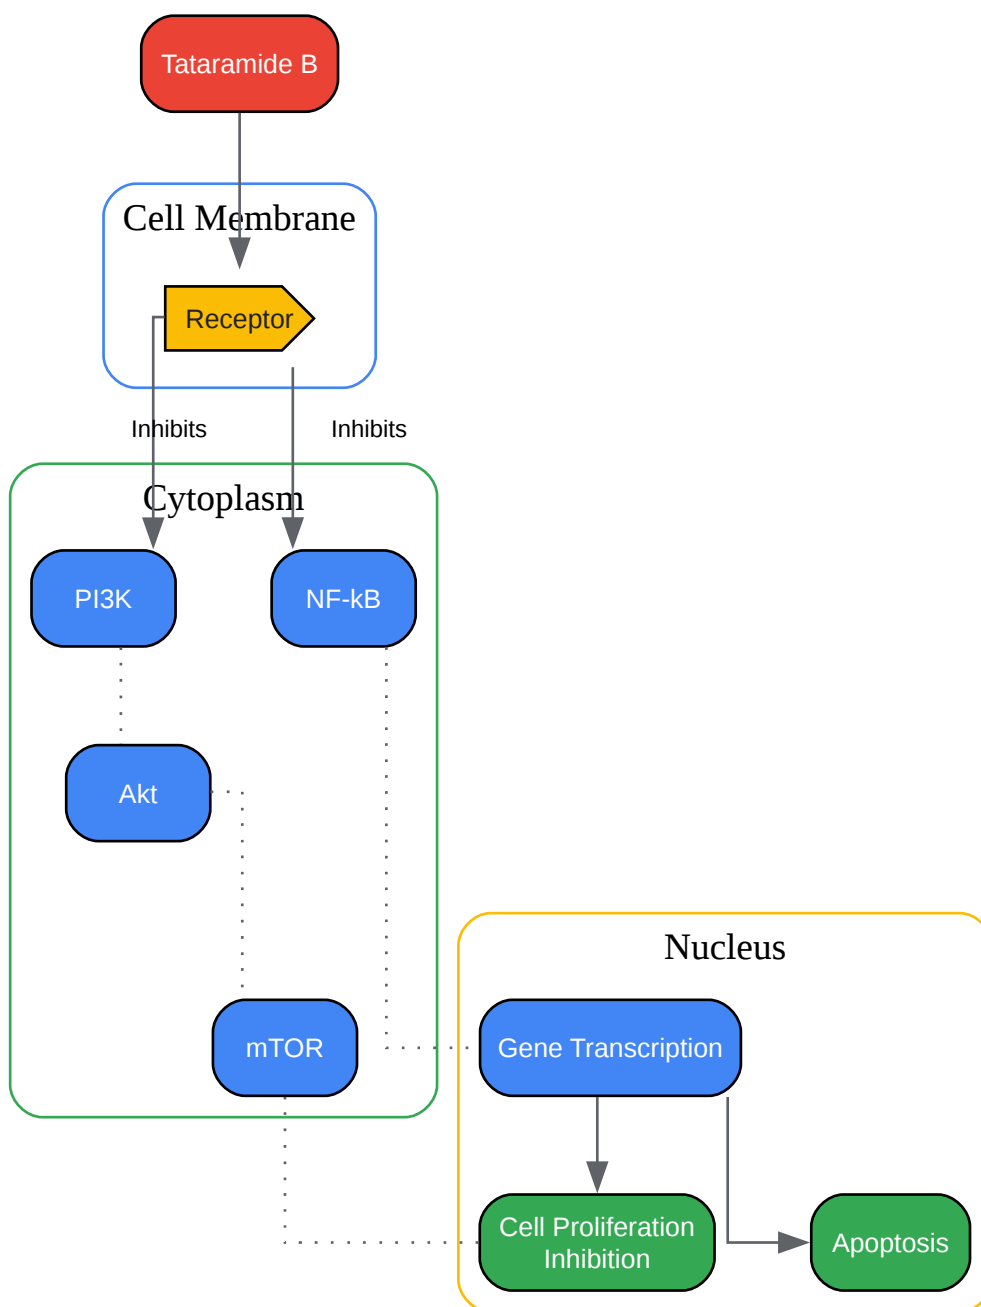 Tataramide B
Cell Membrane
Receptor
Inhibits
Inhibits
Cytoplasm
PI3K
NF-kB
Akt
Nucleus
mTOR
Gene Transcription
Cell Proliferation
Inhibition
Apoptosis